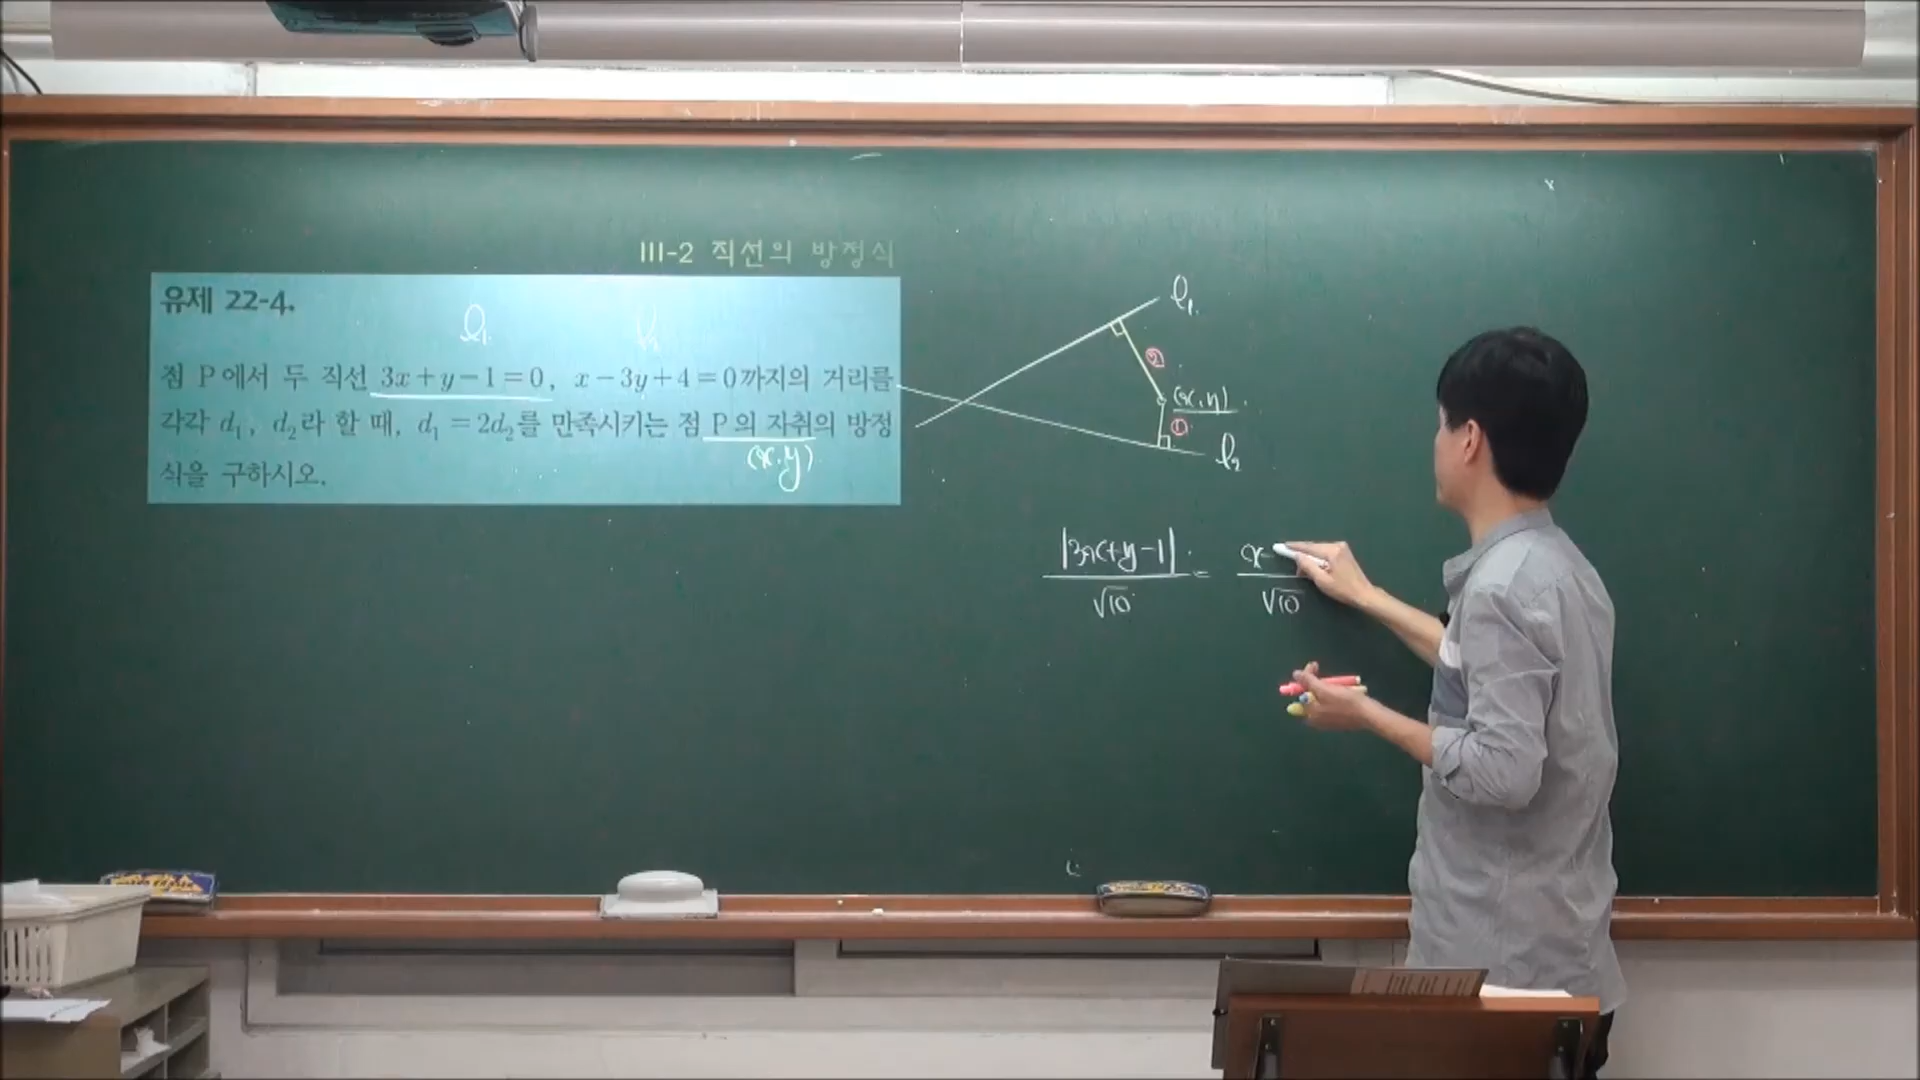 III-2 직선의 방정식
유제 22-4.
l₁ l₂
점 P에서 두 직선 3x+y-1=0, x-3y+4=0까지의 거리를
각각 d₁, d₂라 할 때, d₁=2d₂를 만족시키는 점 P의 자취의 방정
(x, y)
식을 구하시오.
l₁
②
(x, y)
①
l₂
|3x+y-1| / √10 = x- / √10